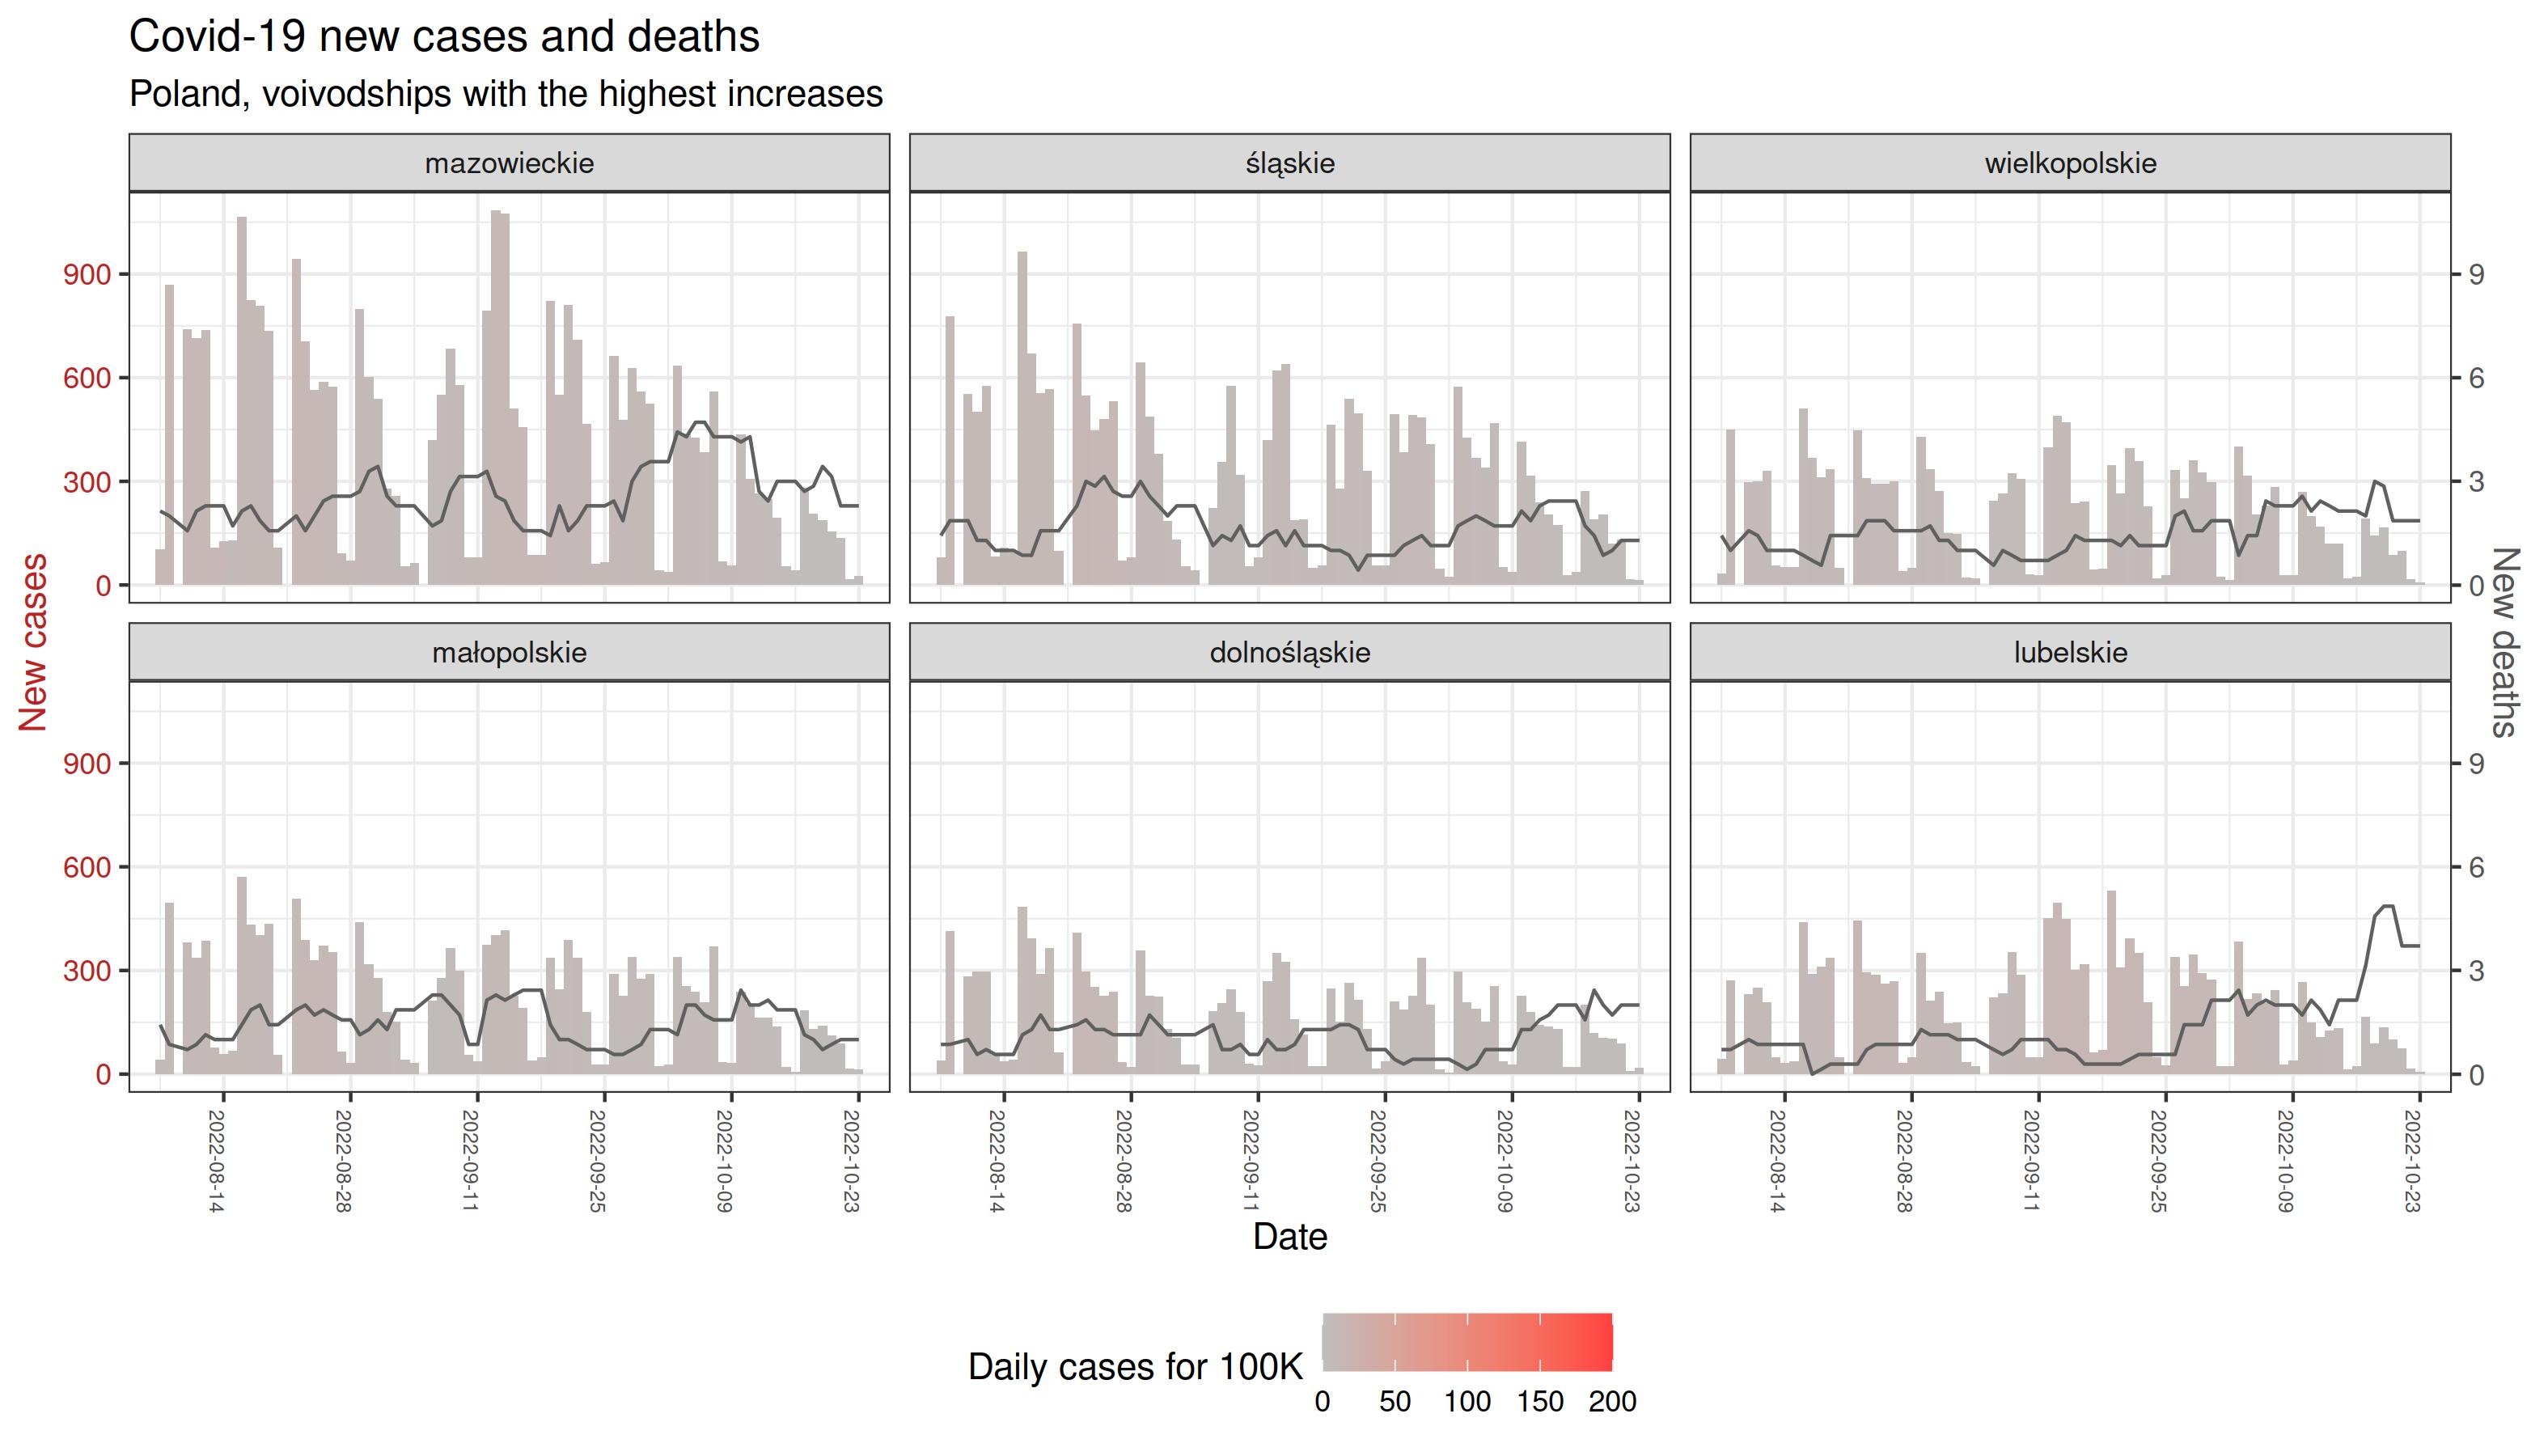 Covid-19 new cases and deaths
Poland, voivodships with the highest increases
mazowieckie
śląskie
wielkopolskie
900
600
300
0
9
6
3
0
małopolskie
dolnośląskie
lubelskie
900
600
300
0
9
6
3
0
New cases
New deaths
2022-08-14
2022-08-28
2022-09-11
2022-09-25
2022-10-09
2022-10-23
2022-08-14
2022-08-28
2022-09-11
2022-09-25
2022-10-09
2022-10-23
2022-08-14
2022-08-28
2022-09-11
2022-09-25
2022-10-09
2022-10-23
Date
Daily cases for 100K
0 50 100 150 200